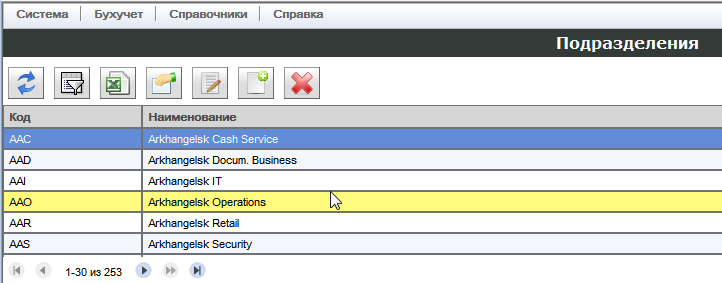 Система Бухучет Справочники Справка
Подразделения
Код Наименование
AAC Arkhangelsk Cash Service
AAD Arkhangelsk Docum. Business
AAI Arkhangelsk IT
AAO Arkhangelsk Operations
AAR Arkhangelsk Retail
AAS Arkhangelsk Security
1-30 из 253